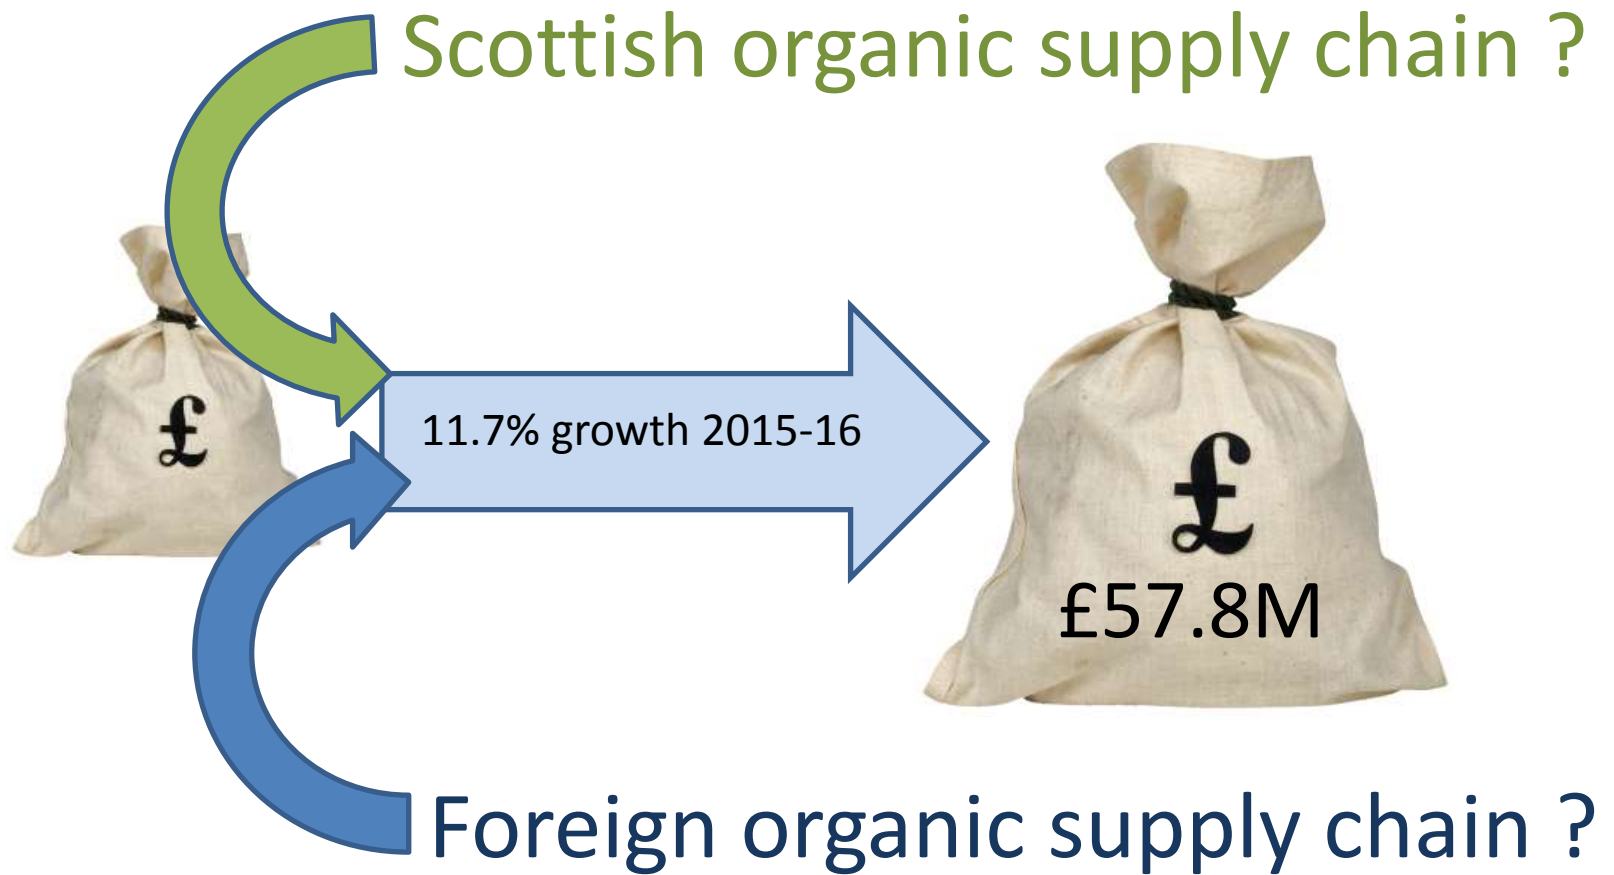 Scottish organic supply chain ?
£
11.7% growth 2015-16
£
£57.8M
Foreign organic supply chain ?